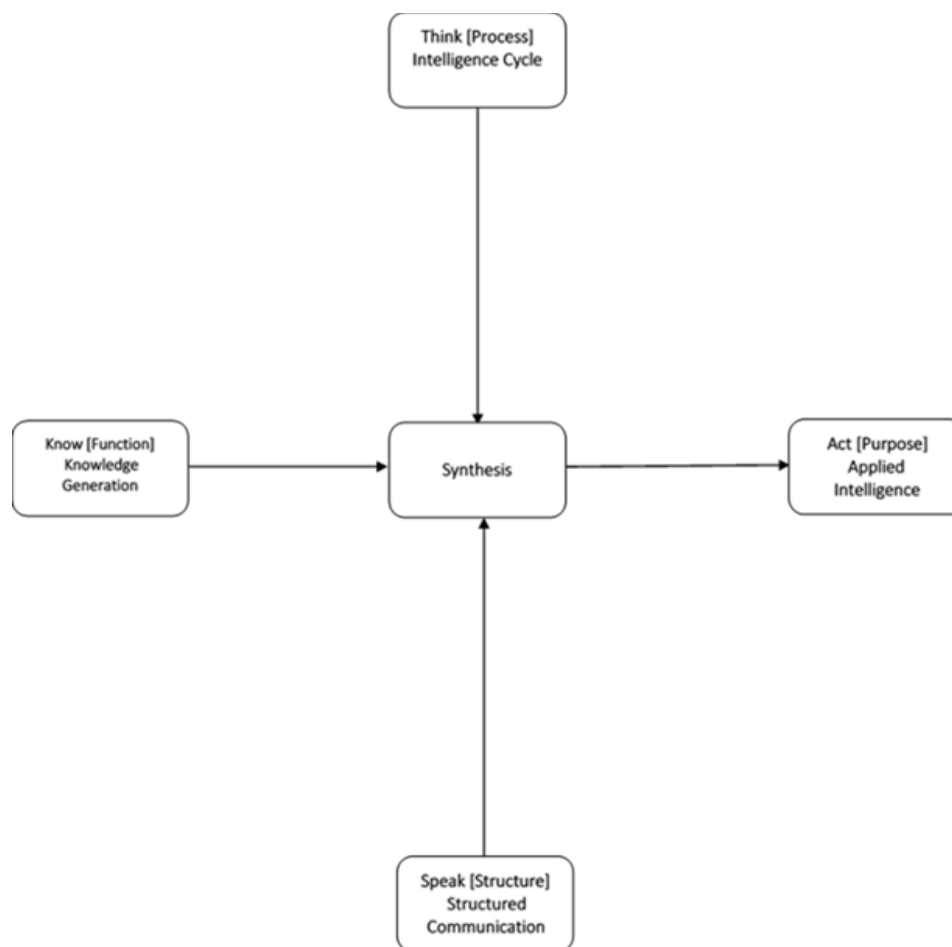 Think [Process]
Intelligence Cycle
Know [Function]
Knowledge
Generation
Synthesis
Act [Purpose]
Applied
Intelligence
Speak [Structure]
Structured
Communication